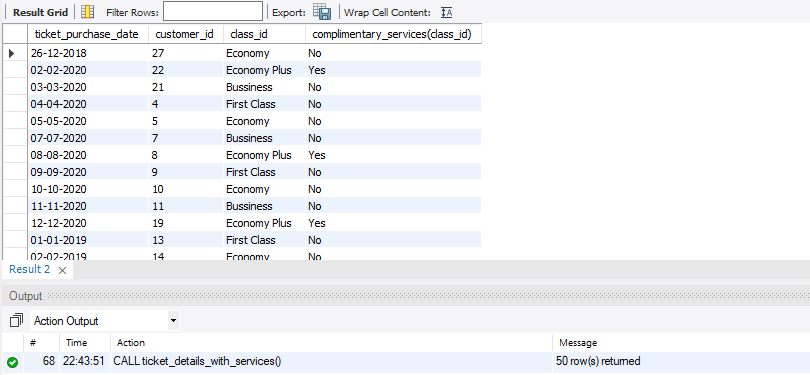 Result Grid Filter Rows: Export: Wrap Cell Content:
ticket_purchase_date customer_id class_id complimentary_services(class_id)
26-12-2018 27 Economy No
02-02-2020 22 Economy Plus Yes
03-03-2020 21 Bussiness No
04-04-2020 4 First Class No
05-05-2020 5 Economy No
07-07-2020 7 Bussiness No
08-08-2020 8 Economy Plus Yes
09-09-2020 9 First Class No
10-10-2020 10 Economy No
11-11-2020 11 Bussiness No
12-12-2020 19 Economy Plus Yes
01-01-2019 13 First Class No
02-02-2019 14 Economy No
Result 2
Output
Action Output
# Time Action Message
68 22:43:51 CALL ticket_details_with_services() 50 row(s) returned